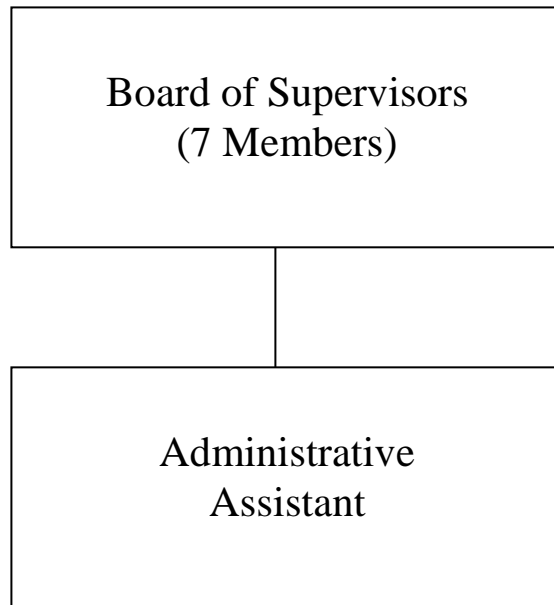 Board of Supervisors
(7 Members)
Administrative
Assistant